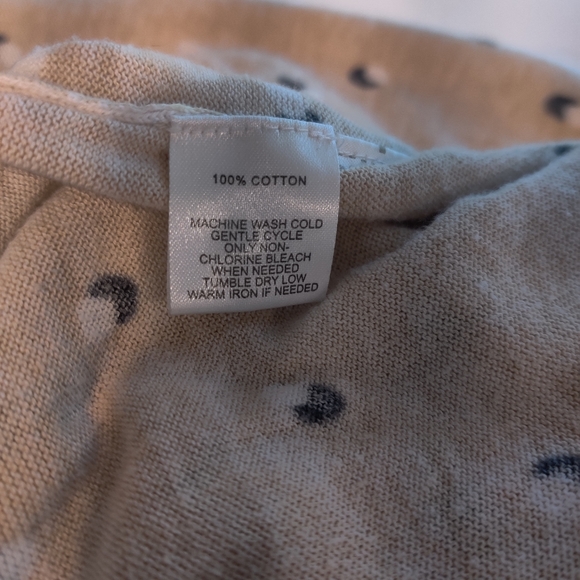 100% COTTON
MACHINE WASH COLD
GENTLE CYCLE
ONLY NON-
CHLORINE BLEACH
WHEN NEEDED
TUMBLE DRY LOW
WARM IRON IF NEEDED